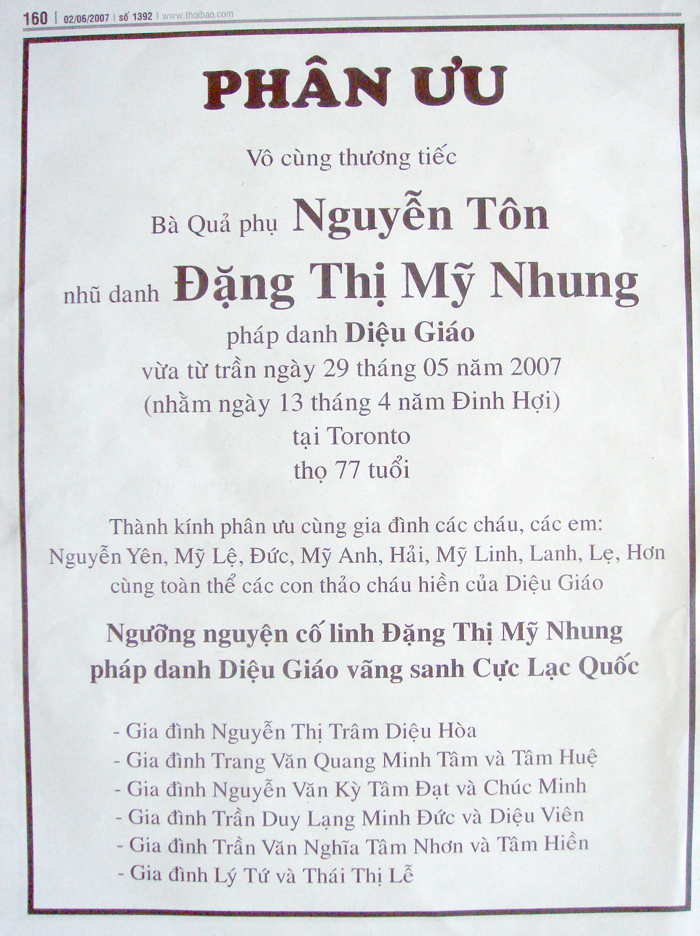 160 | 02/06/2007 | số 1392 | www.thoibao.com
PHÂN ƯU
Vô cùng thương tiếc
Bà Quả phụ Nguyễn Tôn
nhũ danh Đặng Thị Mỹ Nhung
pháp danh Diệu Giáo
vừa từ trần ngày 29 tháng 05 năm 2007
(nhằm ngày 13 tháng 4 năm Đinh Hợi)
tại Toronto
thọ 77 tuổi
Thành kính phân ưu cùng gia đình các cháu, các em:
Nguyễn Yên, Mỹ Lệ, Đức, Mỹ Anh, Hải, Mỹ Linh, Lanh, Lẹ, Hơn
cùng toàn thể các con thảo cháu hiền của Diệu Giáo
Ngưỡng nguyện cố linh Đặng Thị Mỹ Nhung
pháp danh Diệu Giáo vãng sanh Cực Lạc Quốc
- Gia đình Nguyễn Thị Trâm Diệu Hòa
- Gia đình Trang Văn Quang Minh Tâm và Tâm Huệ
- Gia đình Nguyễn Văn Kỳ Tâm Đạt và Chúc Minh
- Gia đình Trần Duy Lạng Minh Đức và Diệu Viên
- Gia đình Trần Văn Nghĩa Tâm Nhơn và Tâm Hiền
- Gia đình Lý Tứ và Thái Thị Lễ